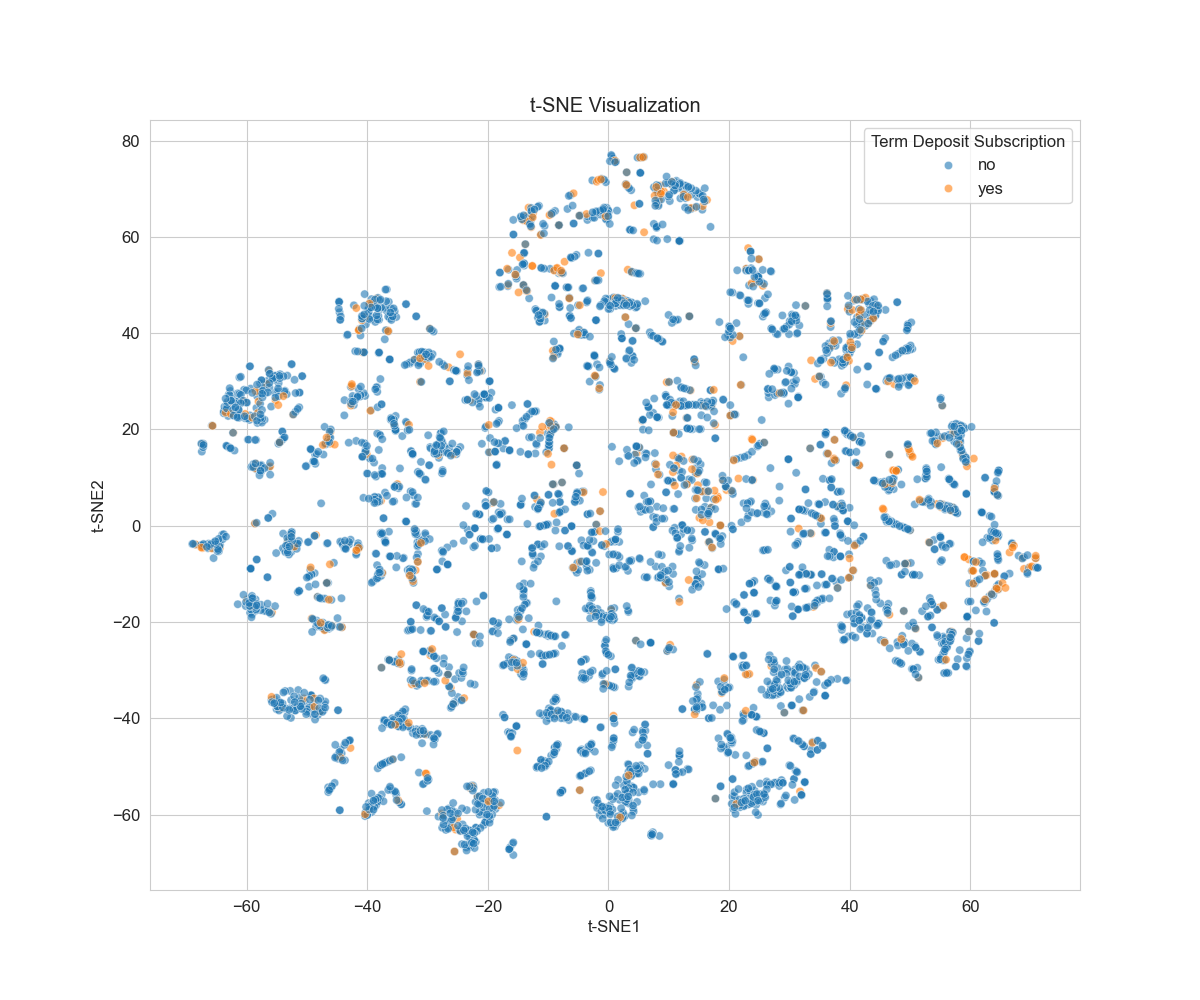 t-SNE Visualization
Term Deposit Subscription
no
yes
80
60
40
20
0
−20
−40
−60
t-SNE2
−60 −40 −20 0 20 40 60
t-SNE1